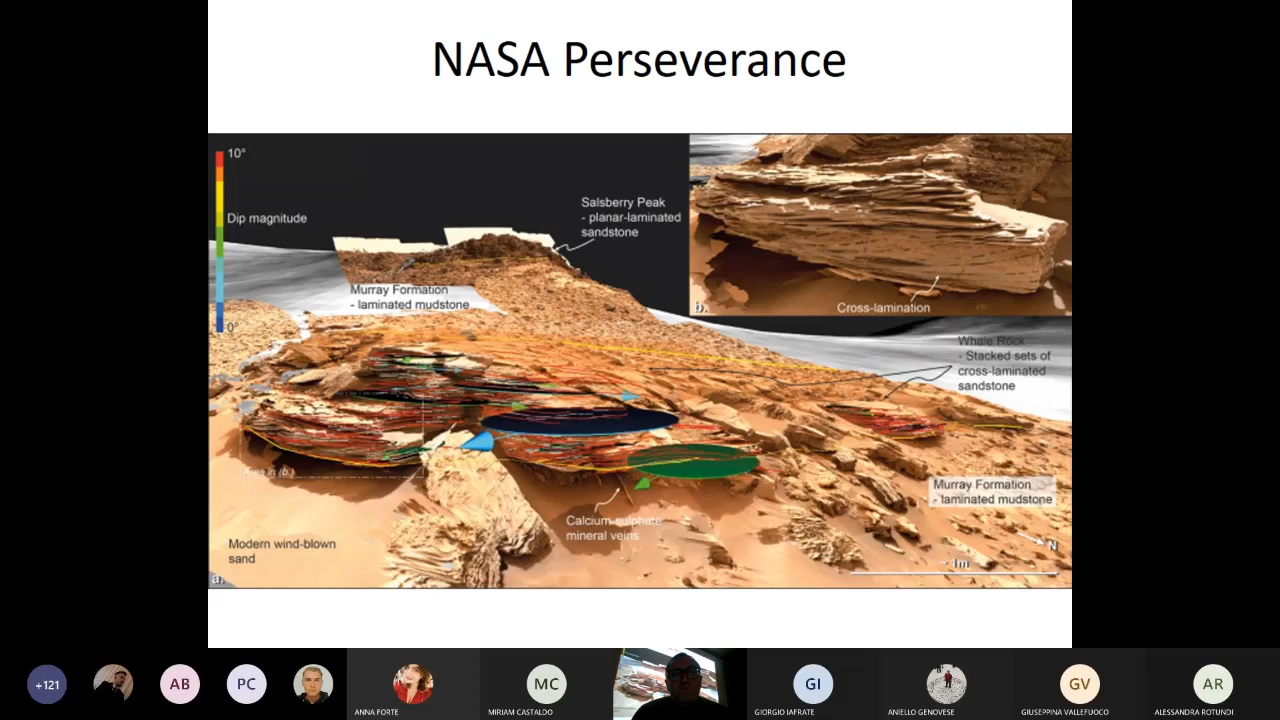 NASA Perseverance
10°
Dip magnitude
0°
Salsberry Peak
- planar-laminated
sandstone
Murray Formation
- laminated mudstone
b.
Cross-lamination
Whale Rock
- Stacked sets of
cross-laminated
sandstone
Area in (b.)
Murray Formation
- laminated mudstone
Calcium sulphate
mineral veins
Modern wind-blown
sand
N
1m
a.
+121
AB
PC
ANNA FORTE
MC
MIRIAM CASTALDO
GI
GIORGIO IAFRATE
ANIELLO GENOVESE
GV
GIUSEPPINA VALLEFUOCO
AR
ALESSANDRA ROTUNDI